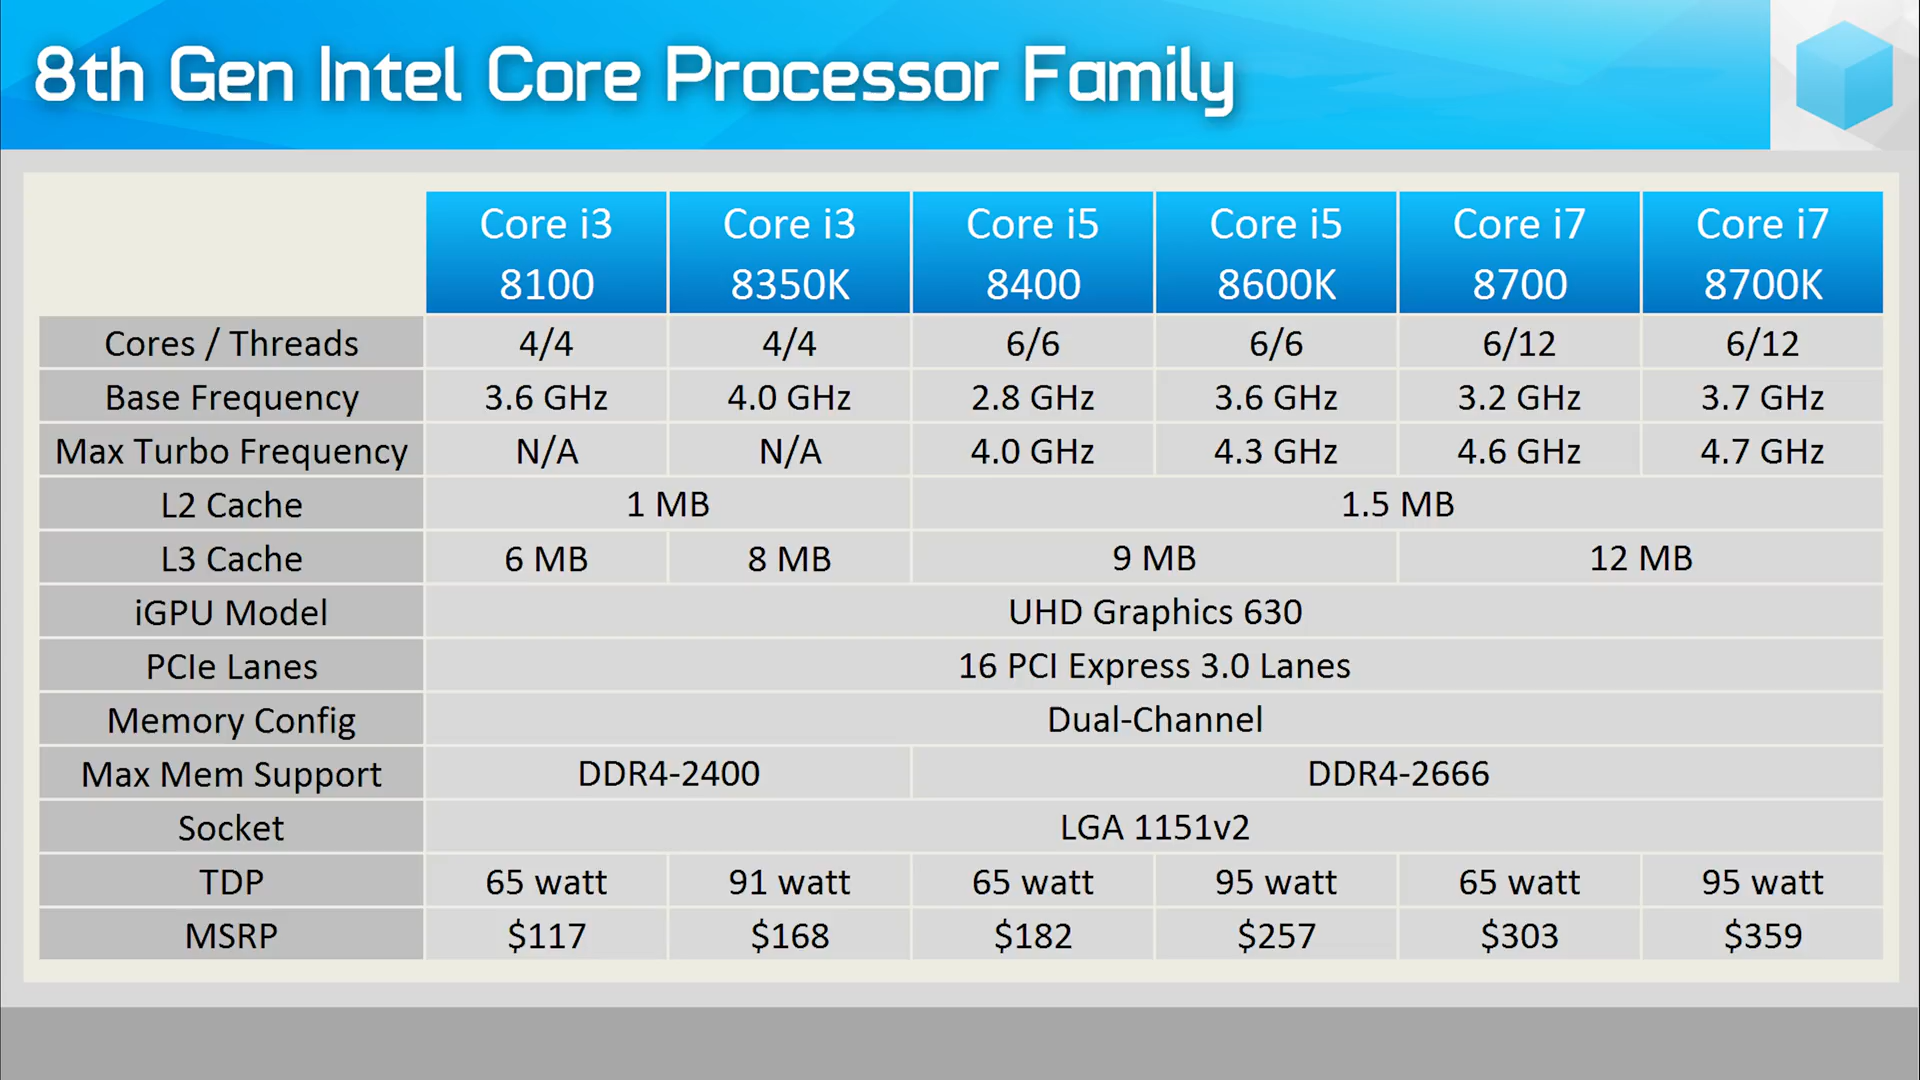 8th Gen Intel Core Processor Family
Core i3 8100 Core i3 8350K Core i5 8400 Core i5 8600K Core i7 8700 Core i7 8700K
Cores / Threads 4/4 4/4 6/6 6/6 6/12 6/12
Base Frequency 3.6 GHz 4.0 GHz 2.8 GHz 3.6 GHz 3.2 GHz 3.7 GHz
Max Turbo Frequency N/A N/A 4.0 GHz 4.3 GHz 4.6 GHz 4.7 GHz
L2 Cache 1 MB 1.5 MB
L3 Cache 6 MB 8 MB 9 MB 12 MB
iGPU Model UHD Graphics 630
PCIe Lanes 16 PCI Express 3.0 Lanes
Memory Config Dual-Channel
Max Mem Support DDR4-2400 DDR4-2666
Socket LGA 1151v2
TDP 65 watt 91 watt 65 watt 95 watt 65 watt 95 watt
MSRP $117 $168 $182 $257 $303 $359